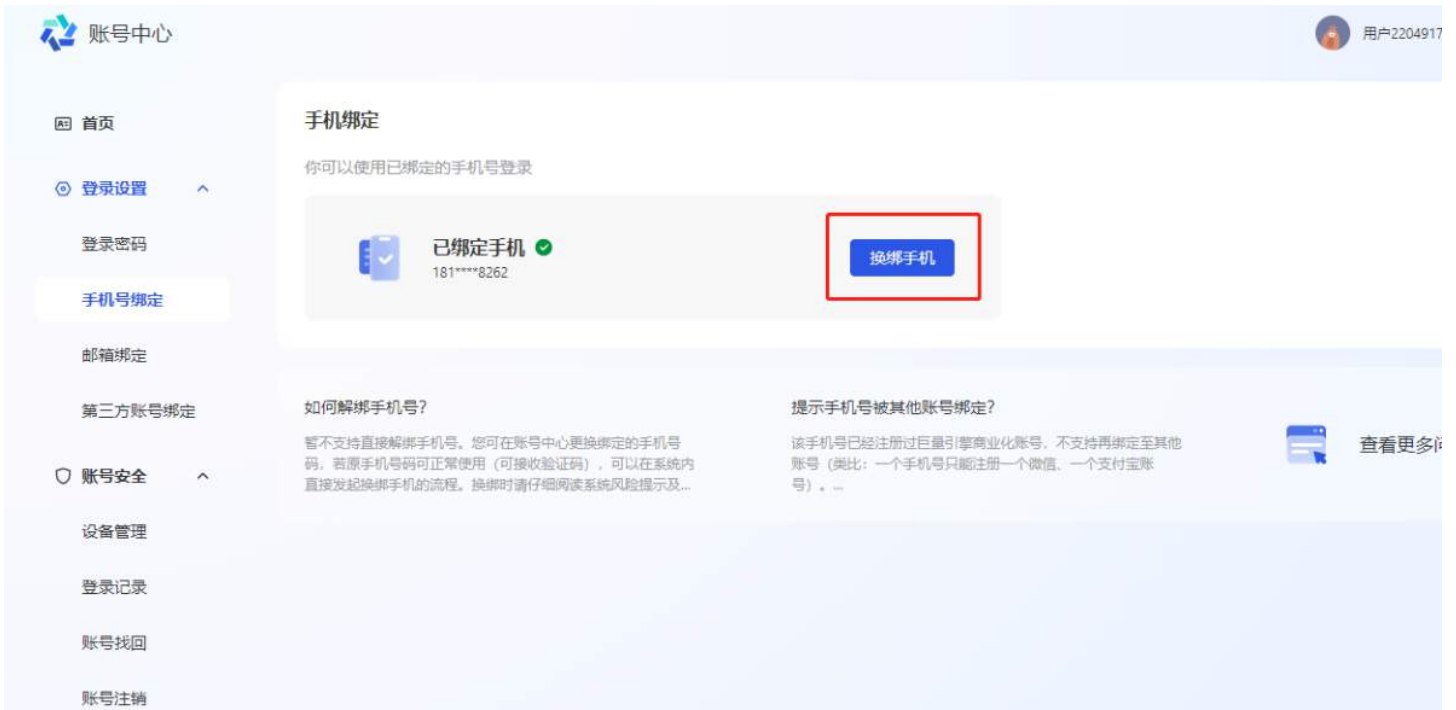 账号中心
用户2204917
首页
登录设置
登录密码
手机号绑定
邮箱绑定
第三方账号绑定
账号安全
设备管理
登录记录
账号找回
账号注销
手机绑定
你可以使用已绑定的手机号登录
已绑定手机
181****8262
换绑手机
如何解绑手机号?
暂不支持直接解绑手机号。您可在账号中心更换绑定的手机号
码，若原手机号码可正常使用（可接收验证码），可以在系统内
直接发起换绑手机的流程。换绑时请仔细阅读系统风险提示及...
提示手机号被其他账号绑定?
该手机号已经注册过巨量引擎商业化账号，不支持再绑定至其他
账号（类比：一个手机号只能注册一个微信、一个支付宝账
号）。...
查看更多问